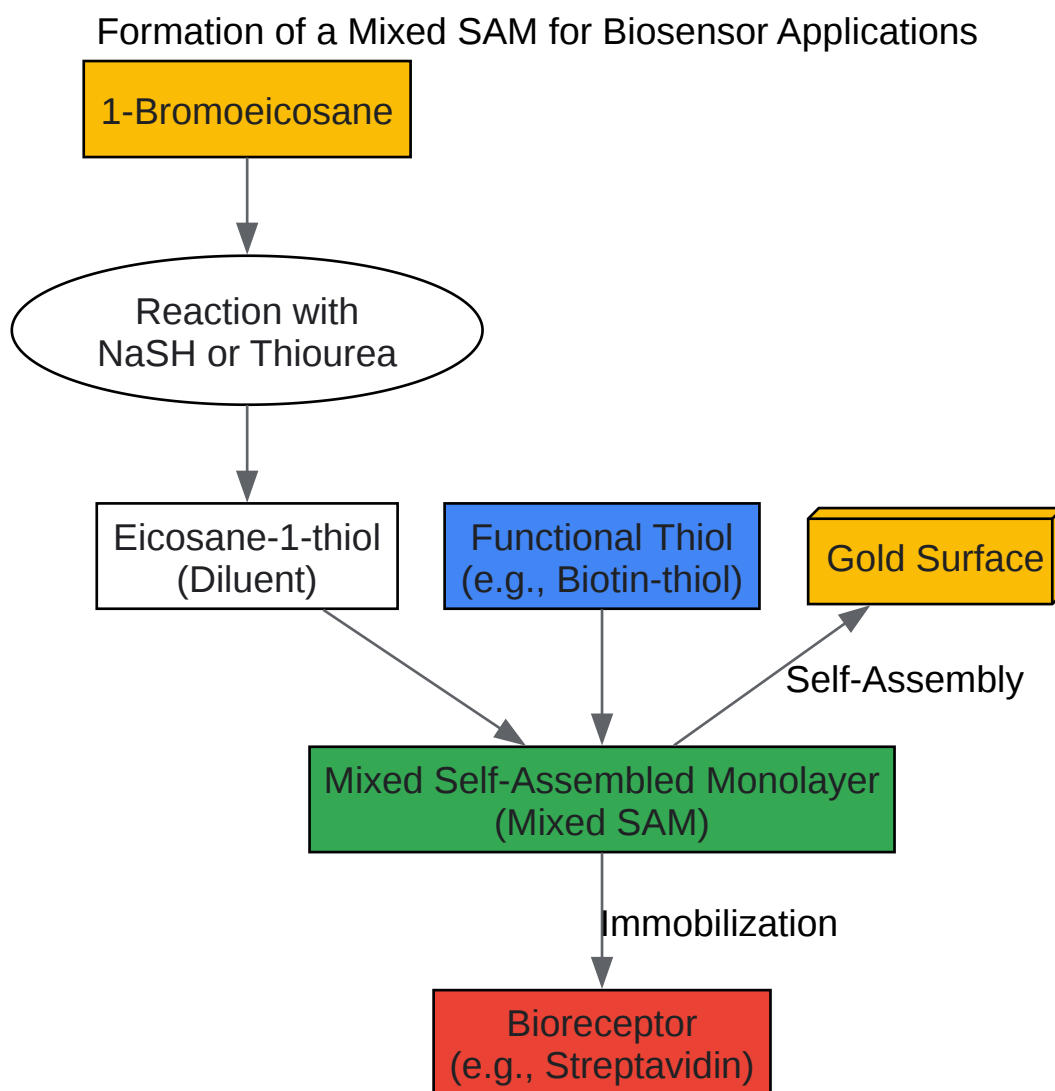 Formation of a Mixed SAM for Biosensor Applications
1-Bromoeicosane
Reaction with
NaSH or Thiourea
Eicosane-1-thiol
(Diluent)
Functional Thiol
(e.g., Biotin-thiol)
Gold Surface
Self-Assembly
Mixed Self-Assembled Monolayer
(Mixed SAM)
Immobilization
Bioreceptor
(e.g., Streptavidin)